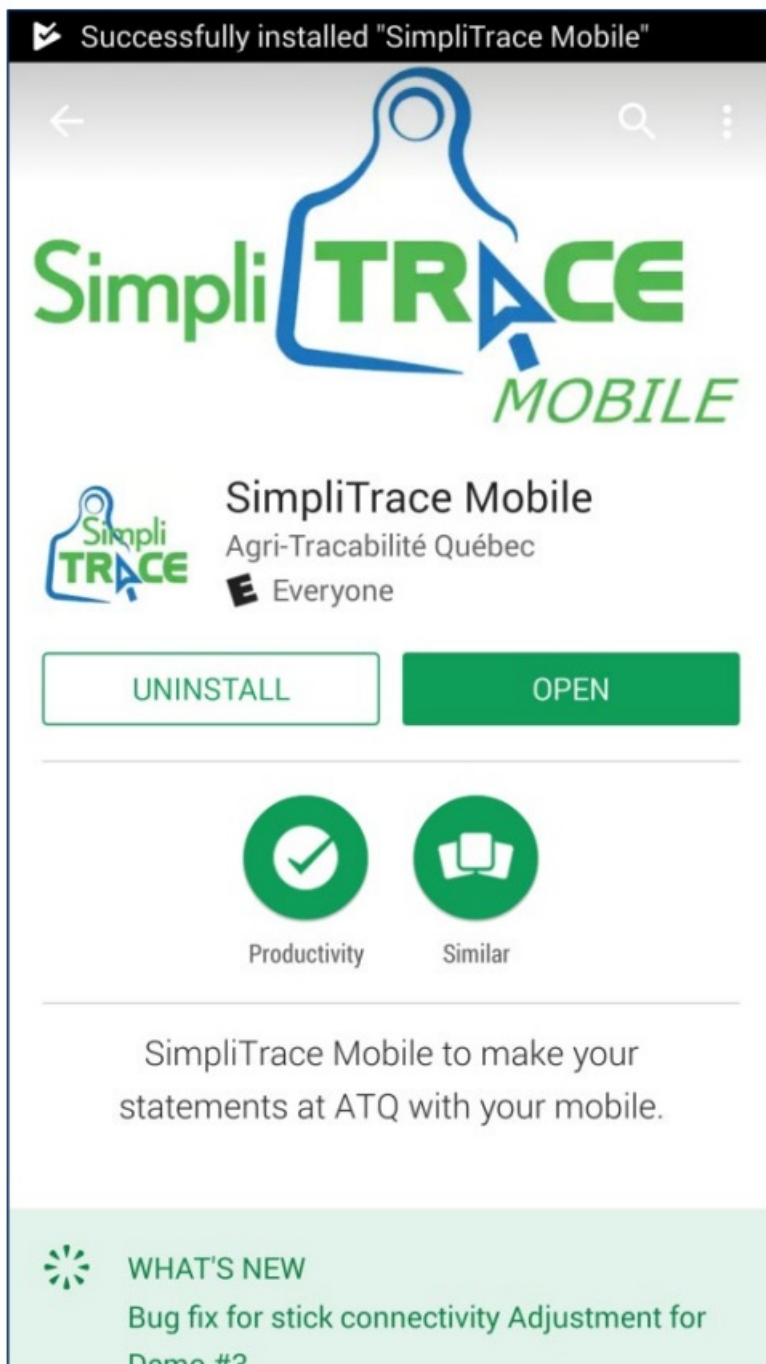 Successfully installed "SimpliTrace Mobile"
Simpli TRACE
MOBILE
Simpli
TRACE
SimpliTrace Mobile
Agri-Tracabilité Québec
E Everyone
UNINSTALL
OPEN
Productivity
Similar
SimpliTrace Mobile to make your
statements at ATQ with your mobile.
WHAT'S NEW
Bug fix for stick connectivity Adjustment for
Demo #3